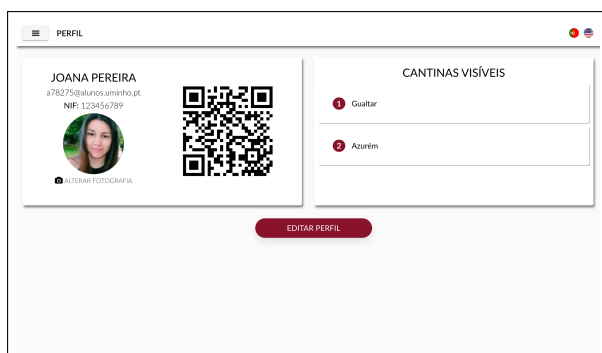 PERFIL
JOANA PEREIRA
a78275@alunos.uminho.pt
NIF: 123456789
ALTERAR FOTOGRAFIA
CANTINAS VISÍVEIS
1 Gualtar
2 Azurém
EDITAR PERFIL